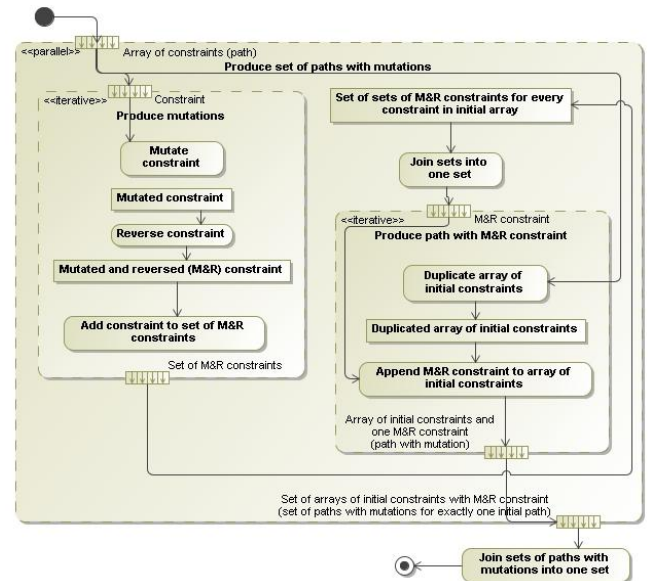 <<parallel>>
Array of constraints (path)
Produce set of paths with mutations
<<iterative>>
Constraint
Produce mutations
Mutate
constraint
Mutated constraint
Reverse constraint
Mutated and reversed (M&R) constraint
Add constraint to set of M&R
constraints
Set of M&R constraints
Set of sets of M&R constraints for every
constraint in initial array
Join sets into
one set
<<iterative>>
M&R constraint
Produce path with M&R constraint
Duplicate array of
initial constraints
Duplicated array of initial constraints
Append M&R constraint to array of
initial constraints
Array of initial constraints and
one M&R constraint
(path with mutation)
Set of arrays of initial constraints with M&R constraint
(set of paths with mutations for exactly one initial path)
Join sets of paths with
mutations into one set